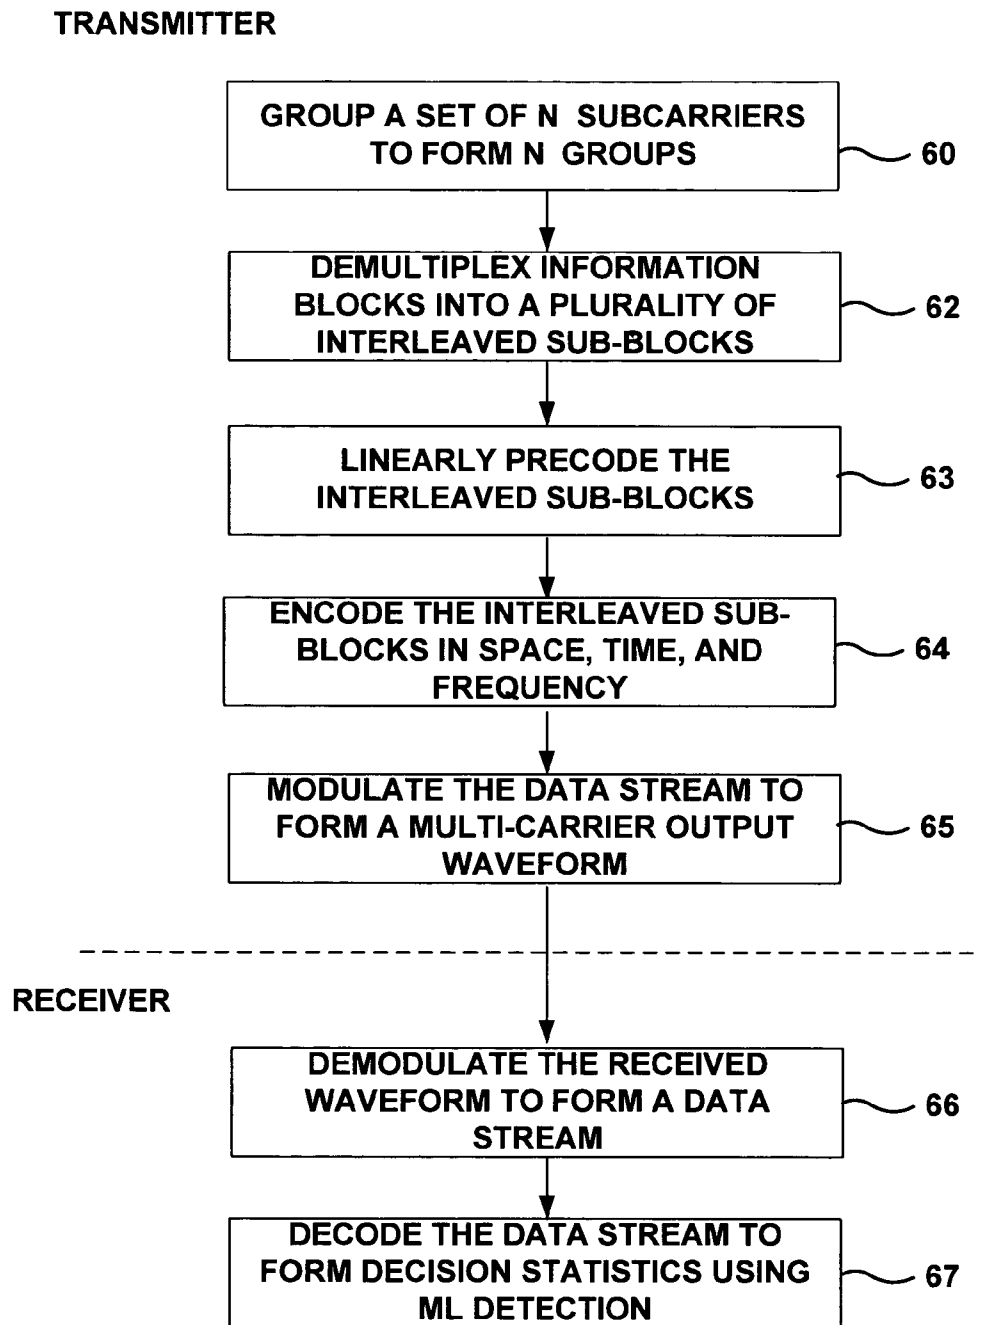 TRANSMITTER
GROUP A SET OF N SUBCARRIERS
TO FORM N GROUPS
60
DEMULTIPLEX INFORMATION
BLOCKS INTO A PLURALITY OF
INTERLEAVED SUB-BLOCKS
62
LINEARLY PRECODE THE
INTERLEAVED SUB-BLOCKS
63
ENCODE THE INTERLEAVED SUB-
BLOCKS IN SPACE, TIME, AND
FREQUENCY
64
MODULATE THE DATA STREAM TO
FORM A MULTI-CARRIER OUTPUT
WAVEFORM
65
RECEIVER
DEMODULATE THE RECEIVED
WAVEFORM TO FORM A DATA
STREAM
66
DECODE THE DATA STREAM TO
FORM DECISION STATISTICS USING
ML DETECTION
67